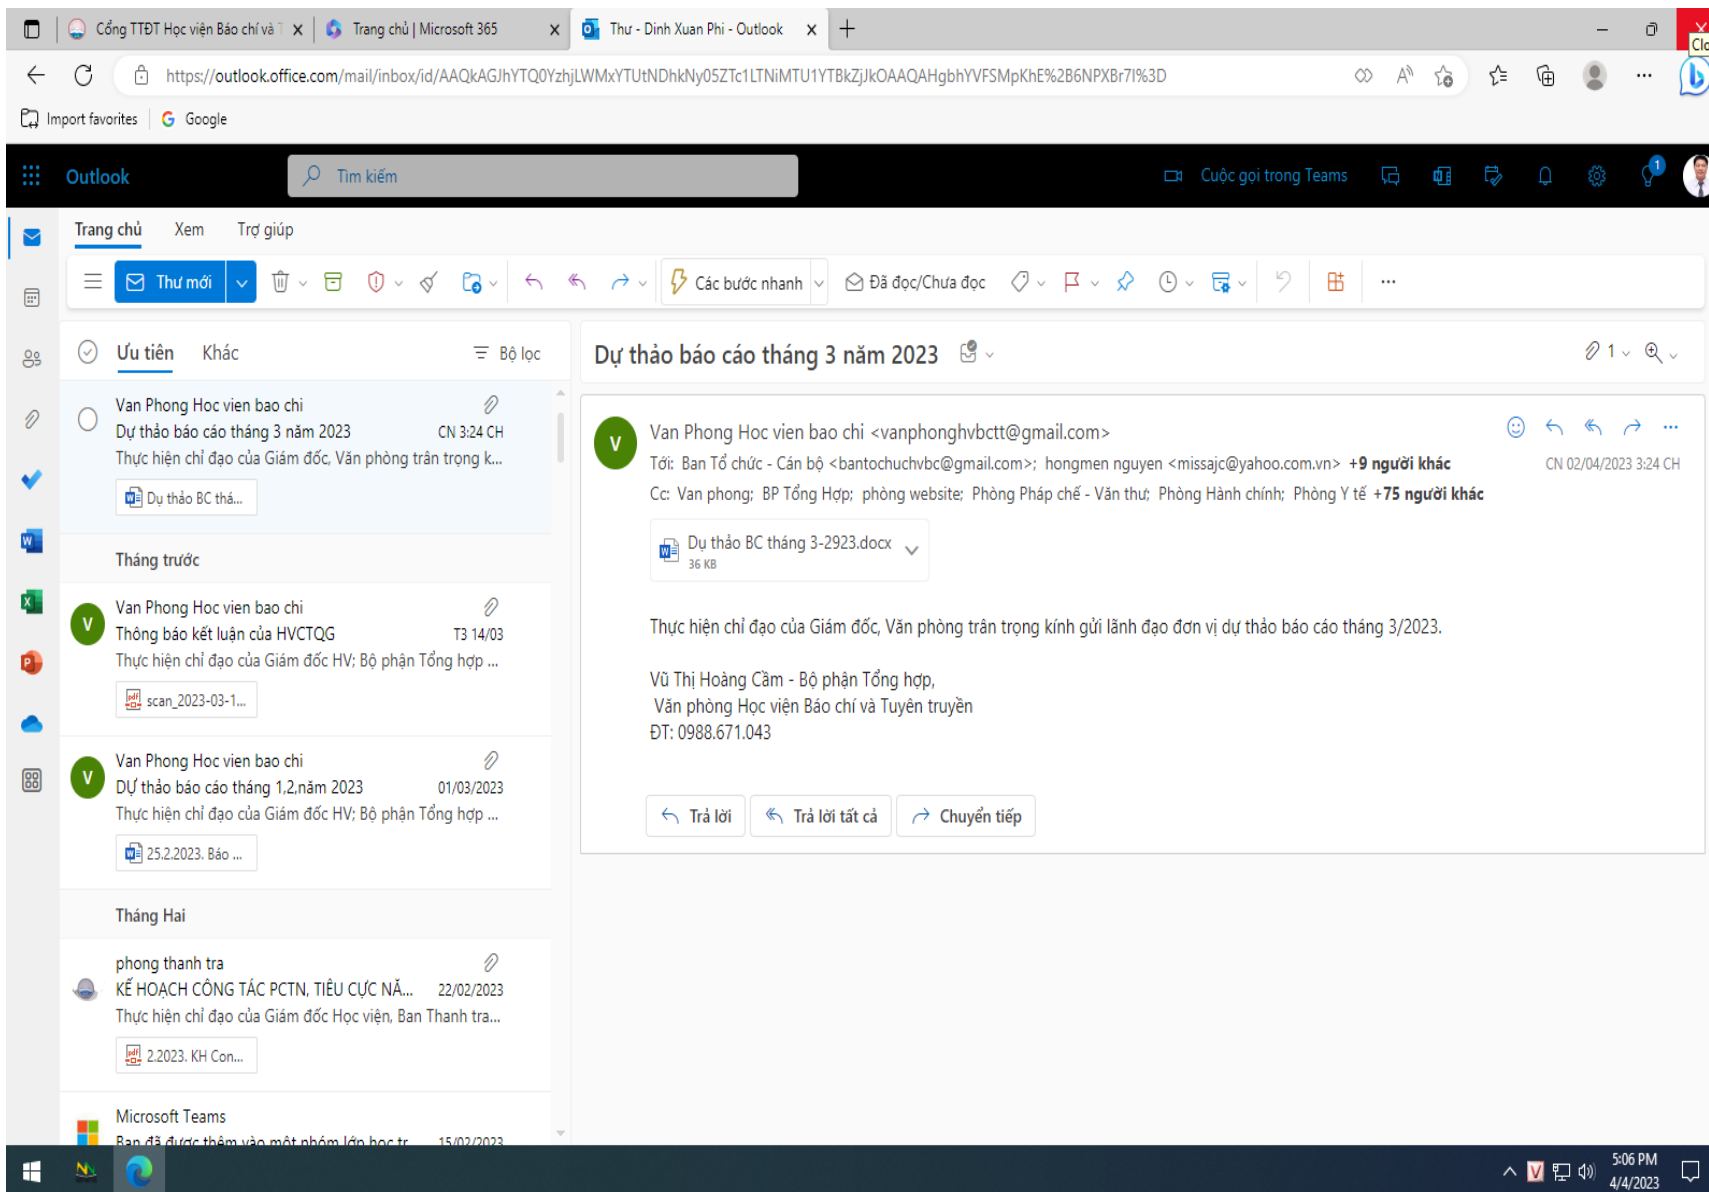 Cổng TTĐT Học viện Báo chí và T
Trang chủ | Microsoft 365
Thư - Dinh Xuan Phi - Outlook
Clo
https://outlook.office.com/mail/inbox/id/AAQkAGJhYTQ0YzhjLWMxYTUtNDhkNy05ZTc1LTNiMTU1YTBkZjJkOAAQAHgbhYVFSMpKhE%2B6NPXBr7I%3D
Import favorites
G Google
Outlook
Tìm kiếm
Cuộc gọi trong Teams
1
Trang chủ Xem Trợ giúp
Thư mới
Các bước nhanh
Đã đọc/Chưa đọc
Ưu tiên Khác
Bộ lọc
Van Phong Hoc vien bao chi
Dự thảo báo cáo tháng 3 năm 2023 CN 3:24 CH
Thực hiện chỉ đạo của Giám đốc, Văn phòng trân trọng k...
Dụ thảo BC thá...
Tháng trước
V
Van Phong Hoc vien bao chi
Thông báo kết luận của HVCTQG T3 14/03
Thực hiện chỉ đạo của Giám đốc HV; Bộ phận Tổng hợp ...
scan_2023-03-1...
V
Van Phong Hoc vien bao chi
DỰ thảo báo cáo tháng 1,2,năm 2023 01/03/2023
Thực hiện chỉ đạo của Giám đốc HV; Bộ phận Tổng hợp ...
25.2.2023. Báo ...
Tháng Hai
phong thanh tra
KẾ HOẠCH CÔNG TÁC PCTN, TIÊU CỰC NĂ... 22/02/2023
Thực hiện chỉ đạo của Giám đốc Học viện, Ban Thanh tra...
2.2023. KH Con...
Microsoft Teams
Bạn đã được thêm vào một nhóm lớp học tr... 15/02/2023
Dự thảo báo cáo tháng 3 năm 2023
1
V
Van Phong Hoc vien bao chi <vanphonghvbctt@gmail.com>
Tới: Ban Tổ chức - Cán bộ <bantochuchvbc@gmail.com>; hongmen nguyen <missajc@yahoo.com.vn> +9 người khác
CN 02/04/2023 3:24 CH
Cc: Van phong; BP Tổng Hợp; phòng website; Phòng Pháp chế - Văn thư; Phòng Hành chính; Phòng Y tế +75 người khác
Dụ thảo BC tháng 3-2923.docx
36 KB
Thực hiện chỉ đạo của Giám đốc, Văn phòng trân trọng kính gửi lãnh đạo đơn vị dự thảo báo cáo tháng 3/2023.
Vũ Thị Hoàng Cầm - Bộ phận Tổng hợp,
Văn phòng Học viện Báo chí và Tuyên truyền
ĐT: 0988.671.043
Trả lời
Trả lời tất cả
Chuyển tiếp
5:06 PM
4/4/2023